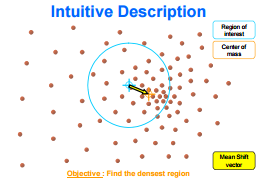 Intuitive Description
Region of
interest
Center of
mass
Mean Shift
vector
Objective : Find the densest region